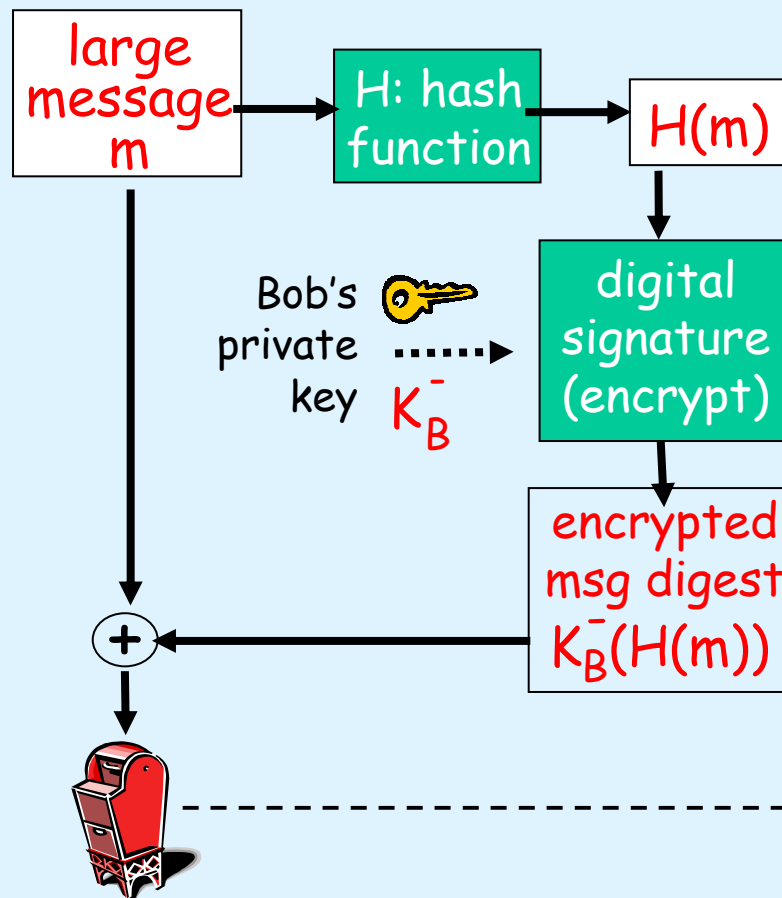 large
message
m
H: hash
function
H(m)
Bob's
private
key
K_B^-
digital
signature
(encrypt)
encrypted
msg digest
K_B^-(H(m))
+